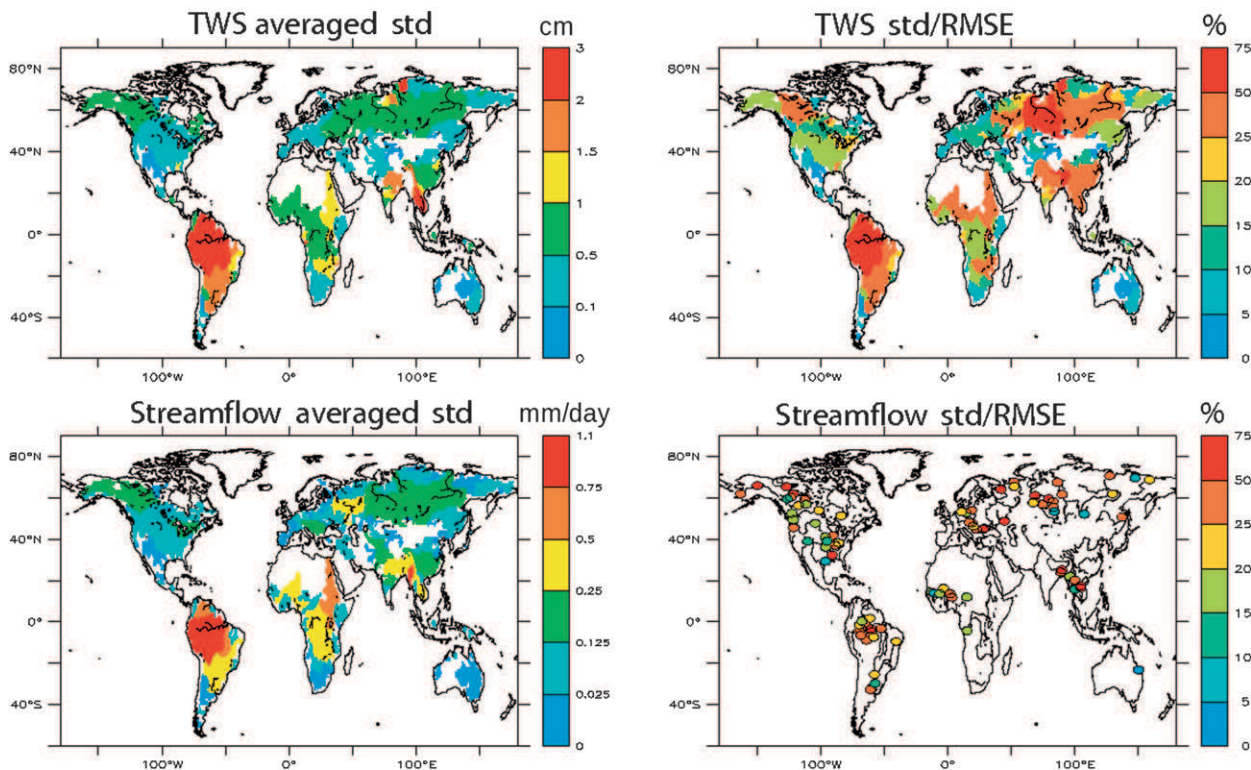 TWS averaged std cm
3
2
1.5
1
0.5
0.1
0
80°N
40°N
0°
40°S
100°W 0° 100°E
TWS std/RMSE %
75
50
25
20
15
10
5
0
80°N
40°N
0°
40°S
100°W 0° 100°E
Streamflow averaged std mm/day
1.1
0.75
0.5
0.25
0.125
0.025
0
80°N
40°N
0°
40°S
100°W 0° 100°E
Streamflow std/RMSE %
75
50
25
20
15
10
5
0
80°N
40°N
0°
40°S
100°W 0° 100°E